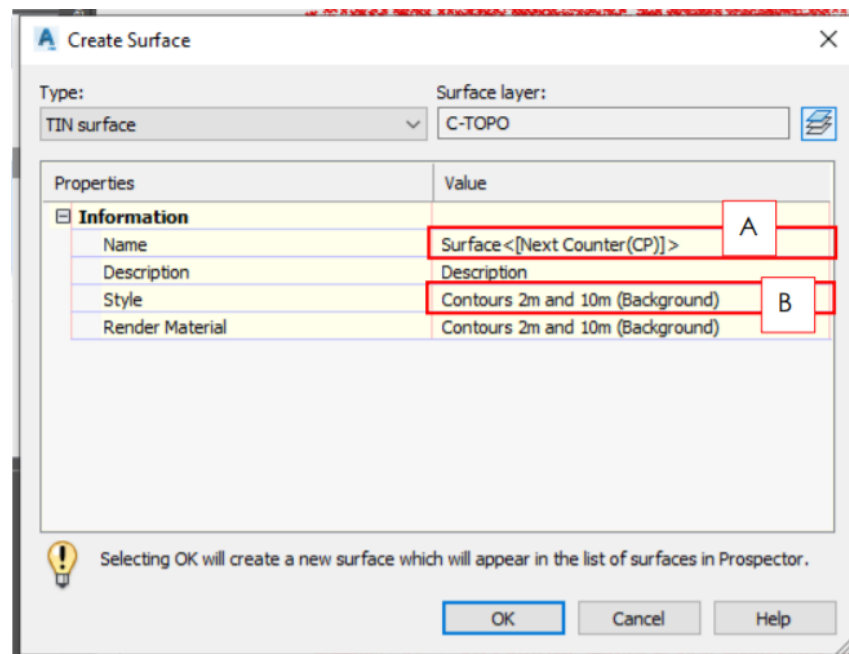 Create Surface
Type: Surface layer:
TIN surface C-TOPO
Properties Value
Information
A
Name Surface<[Next Counter(CP)]>
Description Description
Style Contours 2m and 10m (Background)
B
Render Material Contours 2m and 10m (Background)
Selecting OK will create a new surface which will appear in the list of surfaces in Prospector.
OK Cancel Help